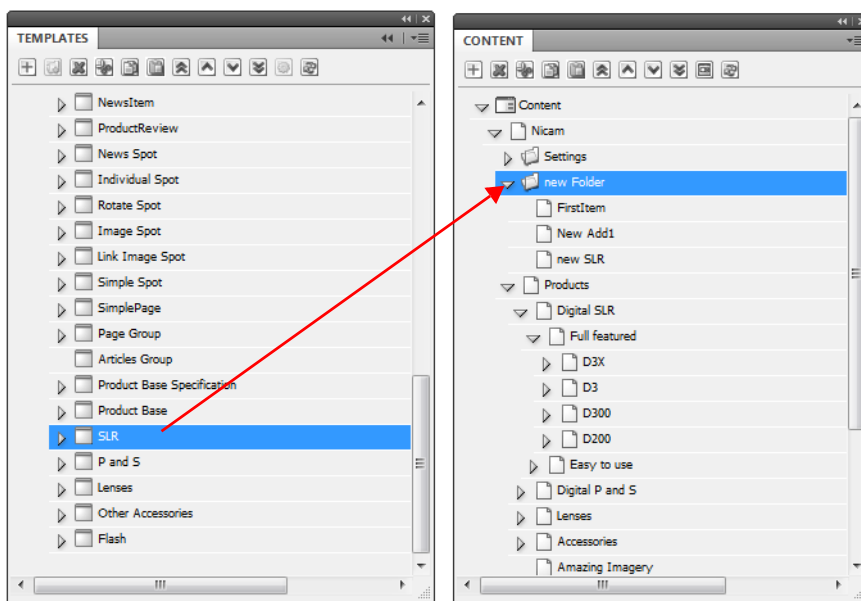 TEMPLATES
NewsItem
ProductReview
News Spot
Individual Spot
Rotate Spot
Image Spot
Link Image Spot
Simple Spot
SimplePage
Page Group
Articles Group
Product Base Specification
Product Base
SLR
P and S
Lenses
Other Accessories
Flash
CONTENT
Content
Nicam
Settings
new Folder
FirstItem
New Add1
new SLR
Products
Digital SLR
Full featured
D3X
D3
D300
D200
Easy to use
Digital P and S
Lenses
Accessories
Amazing Imagery